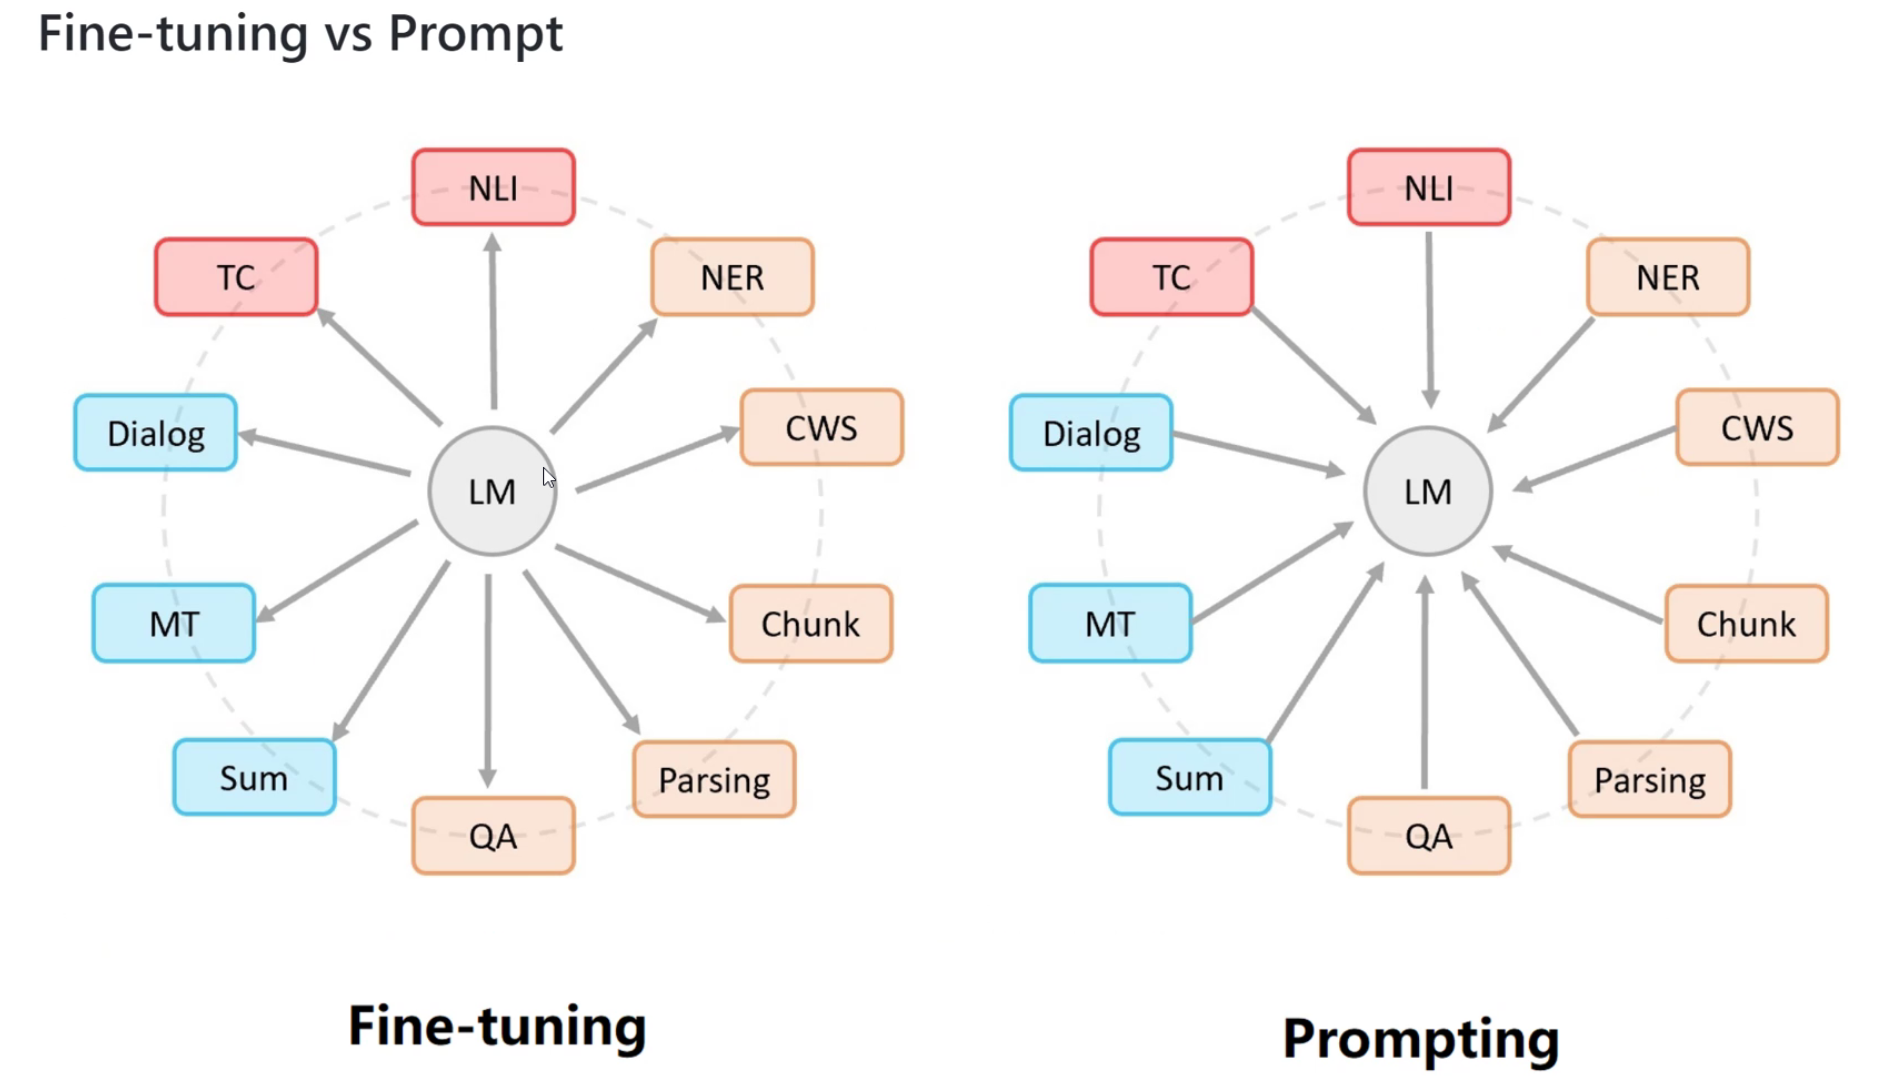 Fine-tuning vs Prompt
NLI
TC
NER
Dialog
CWS
LM
MT
Chunk
Sum
Parsing
QA
Fine-tuning
NLI
TC
NER
Dialog
CWS
LM
MT
Chunk
Sum
Parsing
QA
Prompting